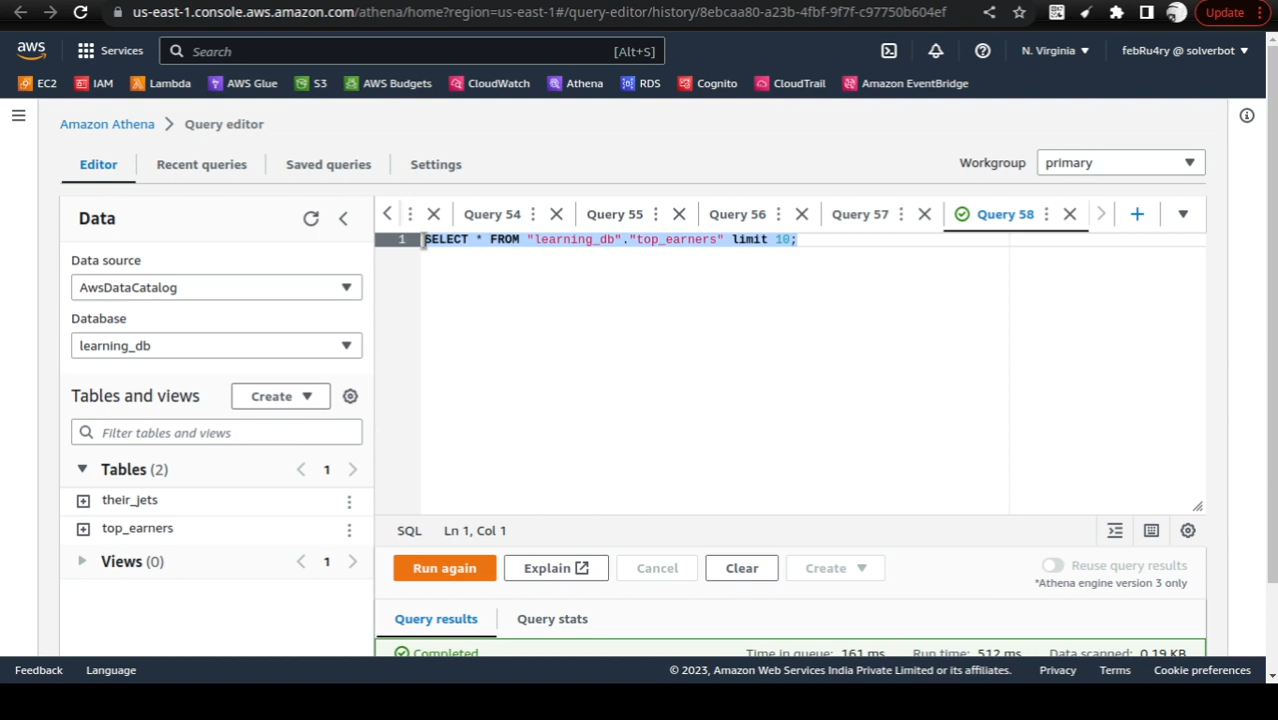 us-east-1.console.aws.amazon.com/athena/home?region=us-east-1#/query-editor/history/8ebcaa80-a23b-4fbf-9f7f-c97750b604ef
Update
aws
Services
Search
[Alt+S]
N. Virginia
febRu4ry @ solverbot
EC2 IAM Lambda AWS Glue S3 AWS Budgets CloudWatch Athena RDS Cognito CloudTrail Amazon EventBridge
Amazon Athena > Query editor
Editor Recent queries Saved queries Settings
Workgroup primary
Data
Query 54 Query 55 Query 56 Query 57 Query 58
1 SELECT * FROM "learning_db"."top_earners" limit 10;
Data source
AwsDataCatalog
Database
learning_db
Tables and views
Create
Filter tables and views
Tables (2)
1
their_jets
top_earners
Views (0)
1
SQL Ln 1, Col 1
Run again
Explain
Cancel
Clear
Create
Reuse query results
*Athena engine version 3 only
Query results Query stats
Completed
Time in queue: 161 ms Run time: 512 ms Data scanned: 0.19 KB
Feedback Language
© 2023, Amazon Web Services India Private Limited or its affiliates. Privacy Terms Cookie preferences